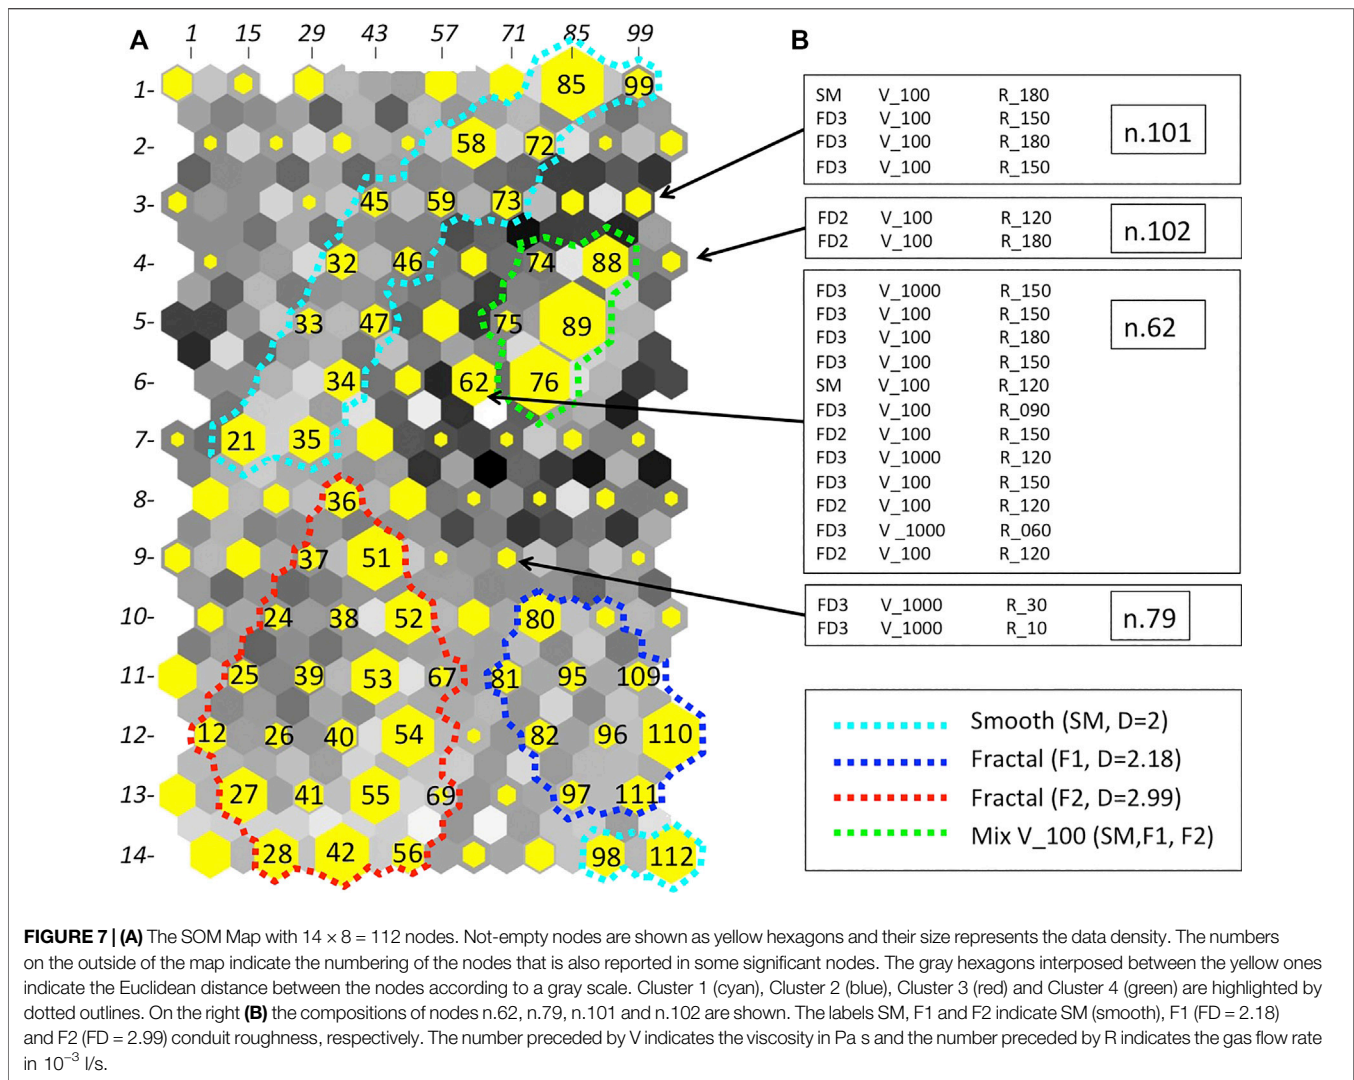 A
1 15 29 43 57 71 85 99
1- 85 99
2- 58 72
3- 45 59 73
4- 32 46 74 88
5- 33 47 75 89
6- 34 62 76
7- 21 35
8- 36
9- 37 51
10- 24 38 52 80
11- 25 39 53 67 81 95 109
12- 12 26 40 54 82 96 110
13- 27 41 55 69 97 111
14- 28 42 56 98 112
B
SM V_100 R_180
FD3 V_100 R_150
FD3 V_100 R_180
FD3 V_100 R_150
n.101
FD2 V_100 R_120
FD2 V_100 R_180
n.102
FD3 V_1000 R_150
FD3 V_100 R_150
FD3 V_100 R_180
FD3 V_100 R_150
SM V_100 R_120
FD3 V_100 R_090
FD2 V_100 R_150
FD3 V_1000 R_120
FD3 V_100 R_150
FD2 V_100 R_120
FD3 V_1000 R_060
FD2 V_100 R_120
n.62
FD3 V_1000 R_30
FD3 V_1000 R_10
n.79
Smooth (SM, D=2)
Fractal (F1, D=2.18)
Fractal (F2, D=2.99)
Mix V_100 (SM,F1, F2)
FIGURE 7 | (A) The SOM Map with 14 × 8 = 112 nodes. Not-empty nodes are shown as yellow hexagons and their size represents the data density. The numbers
on the outside of the map indicate the numbering of the nodes that is also reported in some significant nodes. The gray hexagons interposed between the yellow ones
indicate the Euclidean distance between the nodes according to a gray scale. Cluster 1 (cyan), Cluster 2 (blue), Cluster 3 (red) and Cluster 4 (green) are highlighted by
dotted outlines. On the right (B) the compositions of nodes n.62, n.79, n.101 and n.102 are shown. The labels SM, F1 and F2 indicate SM (smooth), F1 (FD = 2.18)
and F2 (FD = 2.99) conduit roughness, respectively. The number preceded by V indicates the viscosity in Pa s and the number preceded by R indicates the gas flow rate
in 10⁻³ l/s.